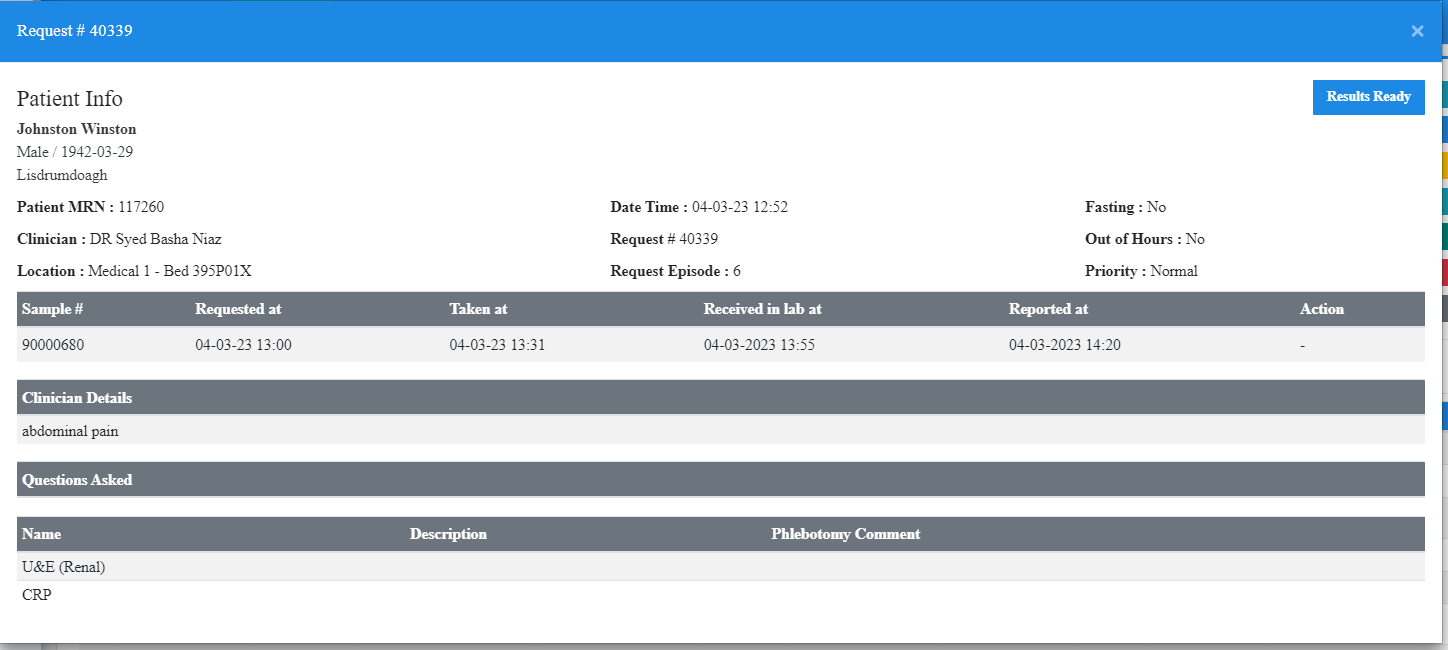 Request # 40339
×
Patient Info
Results Ready
Johnston Winston
Male / 1942-03-29
Lisdrumdoagh
Patient MRN : 117260 Date Time : 04-03-23 12:52 Fasting : No
Clinician : DR Syed Basha Niaz Request # 40339 Out of Hours : No
Location : Medical 1 - Bed 395P01X Request Episode : 6 Priority : Normal
Sample # Requested at Taken at Received in lab at Reported at Action
90000680 04-03-23 13:00 04-03-23 13:31 04-03-2023 13:55 04-03-2023 14:20 -
Clinician Details
abdominal pain
Questions Asked
Name Description Phlebotomy Comment
U&E (Renal)
CRP